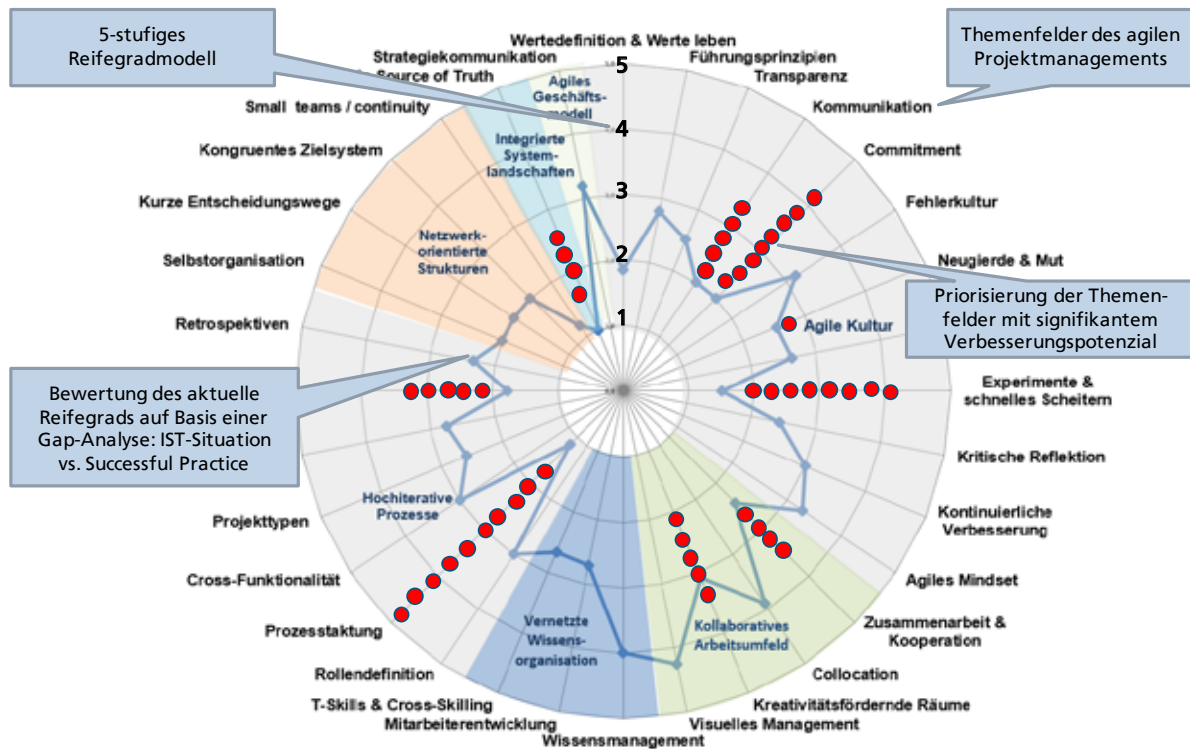 5-stufiges
Reifegradmodell
Themenfelder des agilen
Projektmanagements
Priorisierung der Themen-
felder mit signifikantem
Verbesserungspotenzial
Bewertung des aktuelle
Reifegrads auf Basis einer
Gap-Analyse: IST-Situation
vs. Successful Practice
Wertedefinition & Werte leben
Führungsprinzipien
Transparenz
Kommunikation
Commitment
Fehlerkultur
Neugierde & Mut
Experimente &
schnelles Scheitern
Kritische Reflektion
Kontinuierliche
Verbesserung
Agiles Mindset
Zusammenarbeit &
Kooperation
Collocation
Kreativitätsfördernde Räume
Visuelles Management
Wissensmanagement
Mitarbeiterentwicklung
T-Skills & Cross-Skilling
Rollendefinition
Prozesstaktung
Cross-Funktionalität
Projekttypen
Retrospektiven
Selbstorganisation
Kurze Entscheidungswege
Kongruentes Zielsystem
Small teams / continuity
Source of Truth
Strategiekommunikation
5
4
3
2
1
Agiles
Geschäfts-
modell
Integrierte
System-
landschaften
Netzwerk-
orientierte
Strukturen
Agile Kultur
Hochiterative
Prozesse
Vernetzte
Wissens-
organisation
Kollaboratives
Arbeitsumfeld